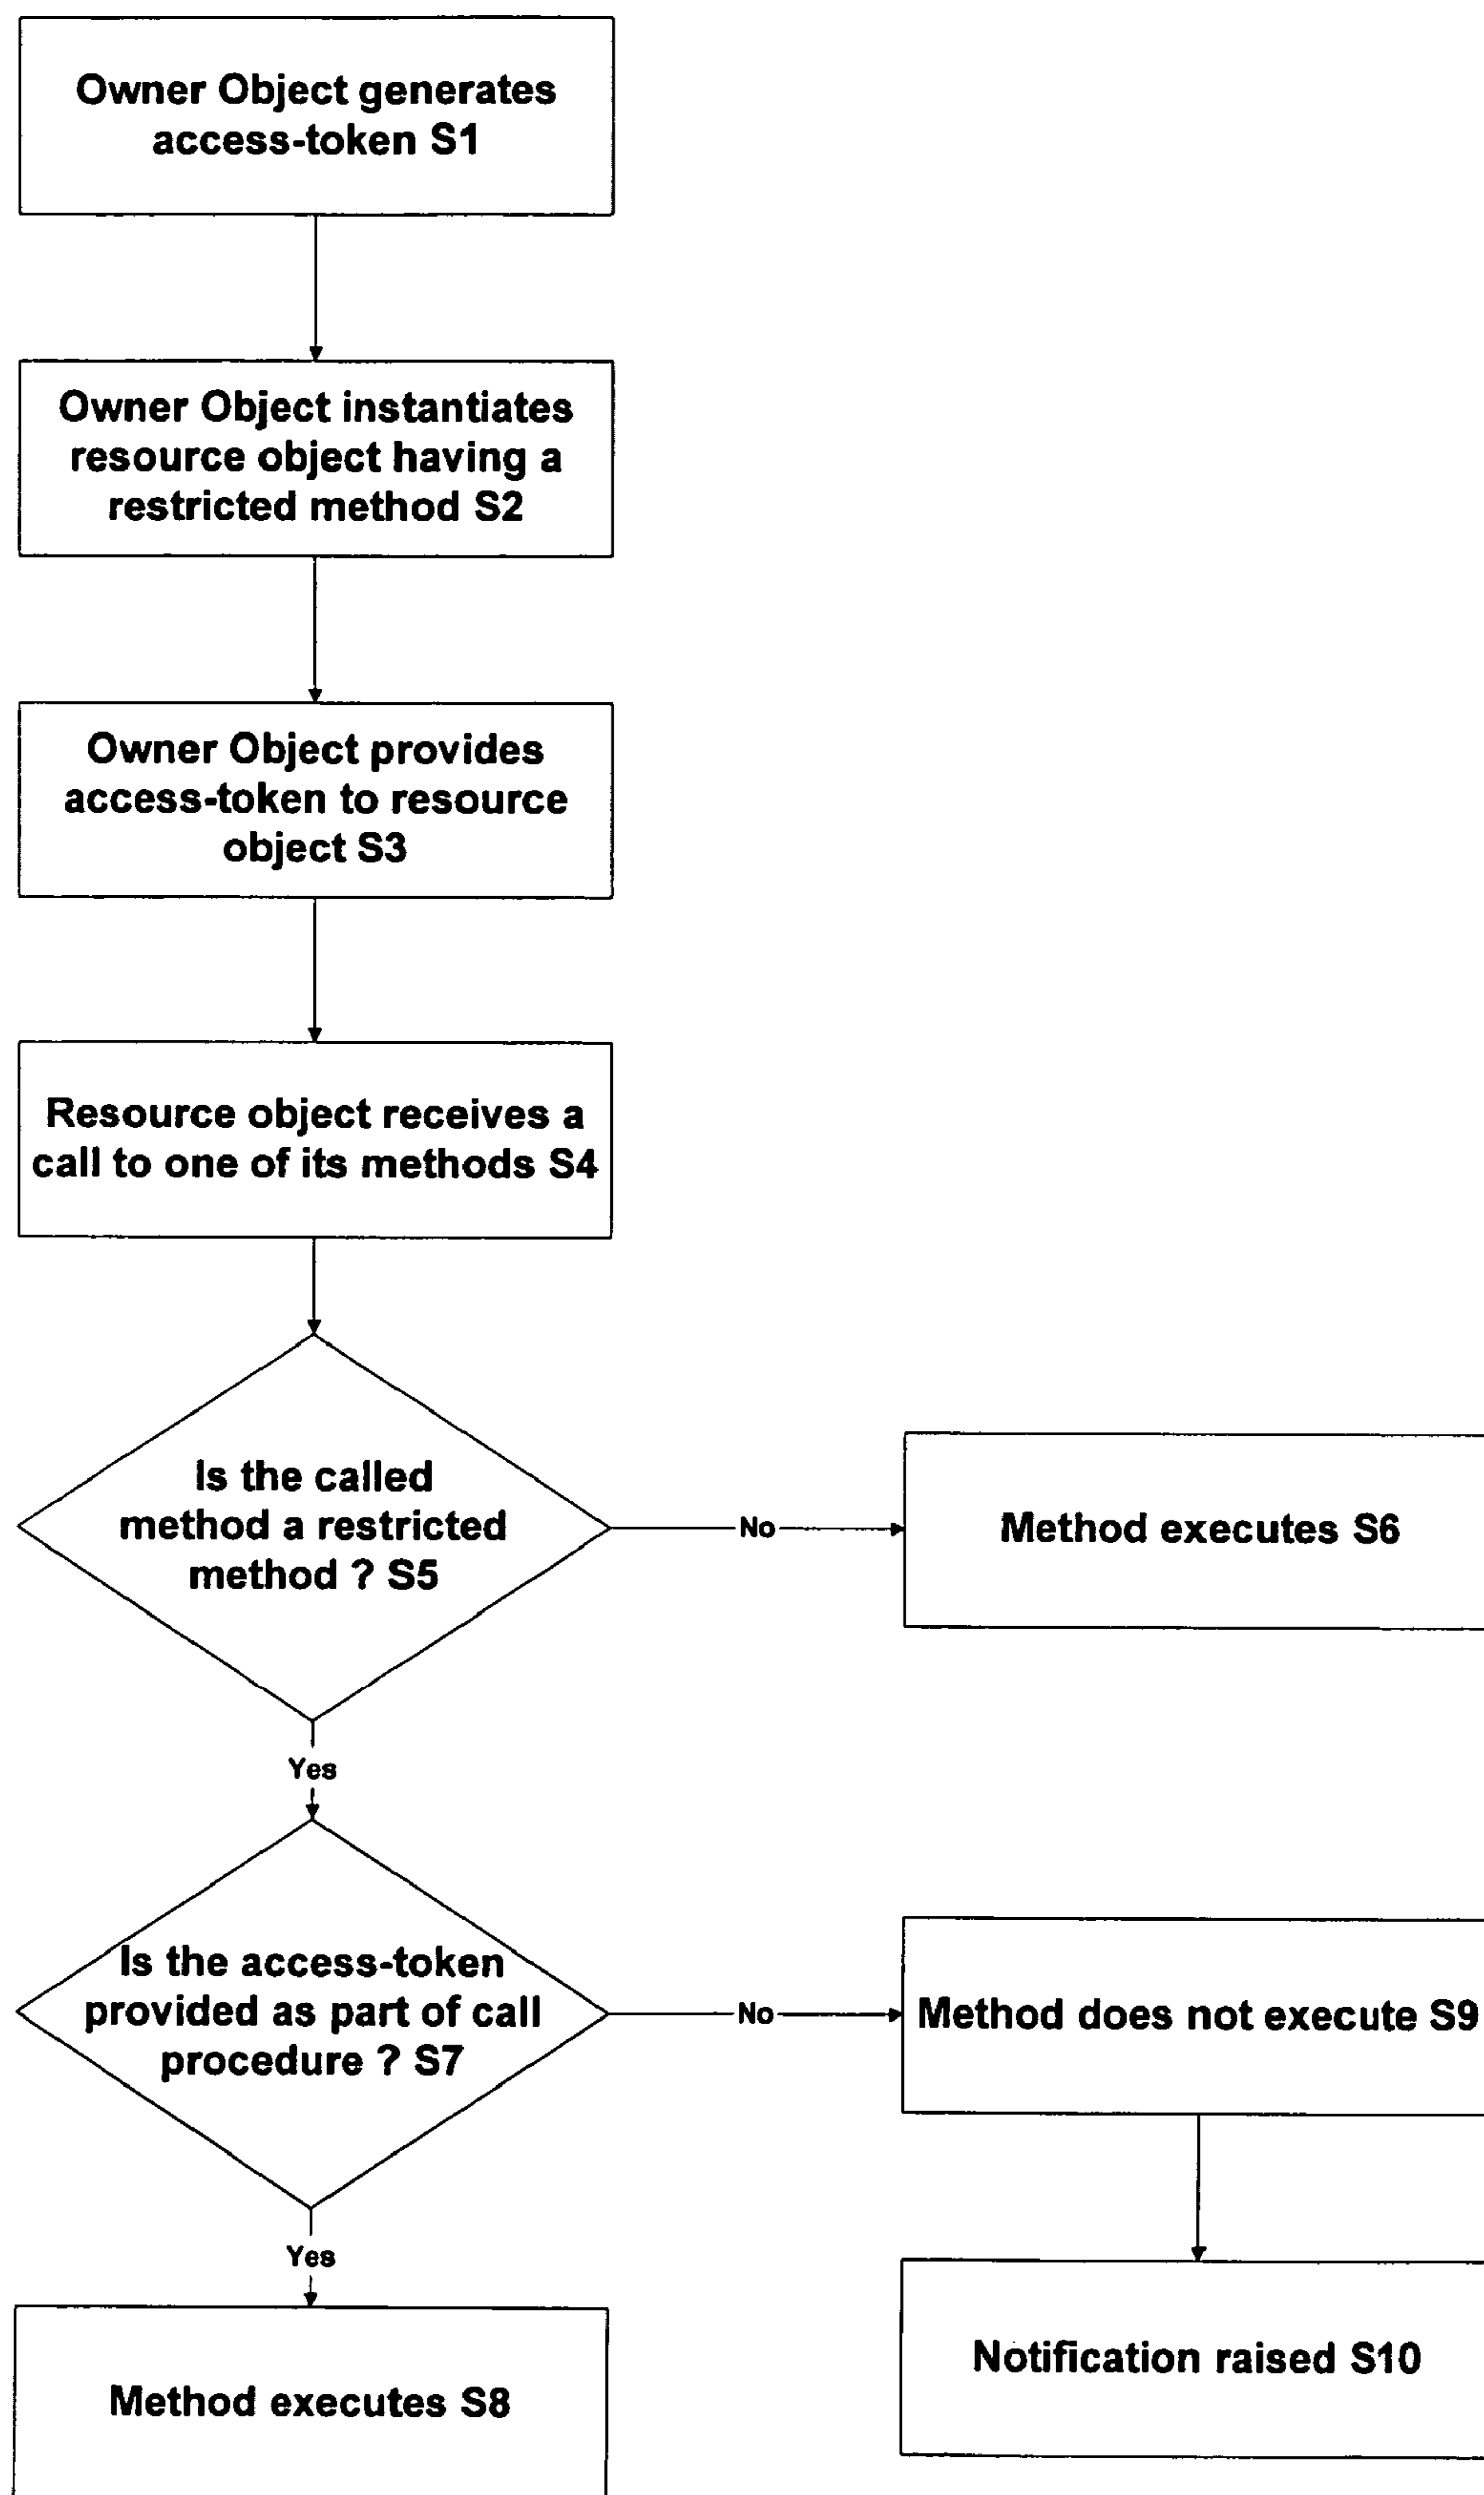 Owner Object generates
access-token S1
Owner Object instantiates
resource object having a
restricted method S2
Owner Object provides
access-token to resource
object S3
Resource object receives a
call to one of its methods S4
Is the called
method a restricted
method ? S5
No
Method executes S6
Yes
Is the access-token
provided as part of call
procedure ? S7
No
Method does not execute S9
Yes
Method executes S8
Notification raised S10